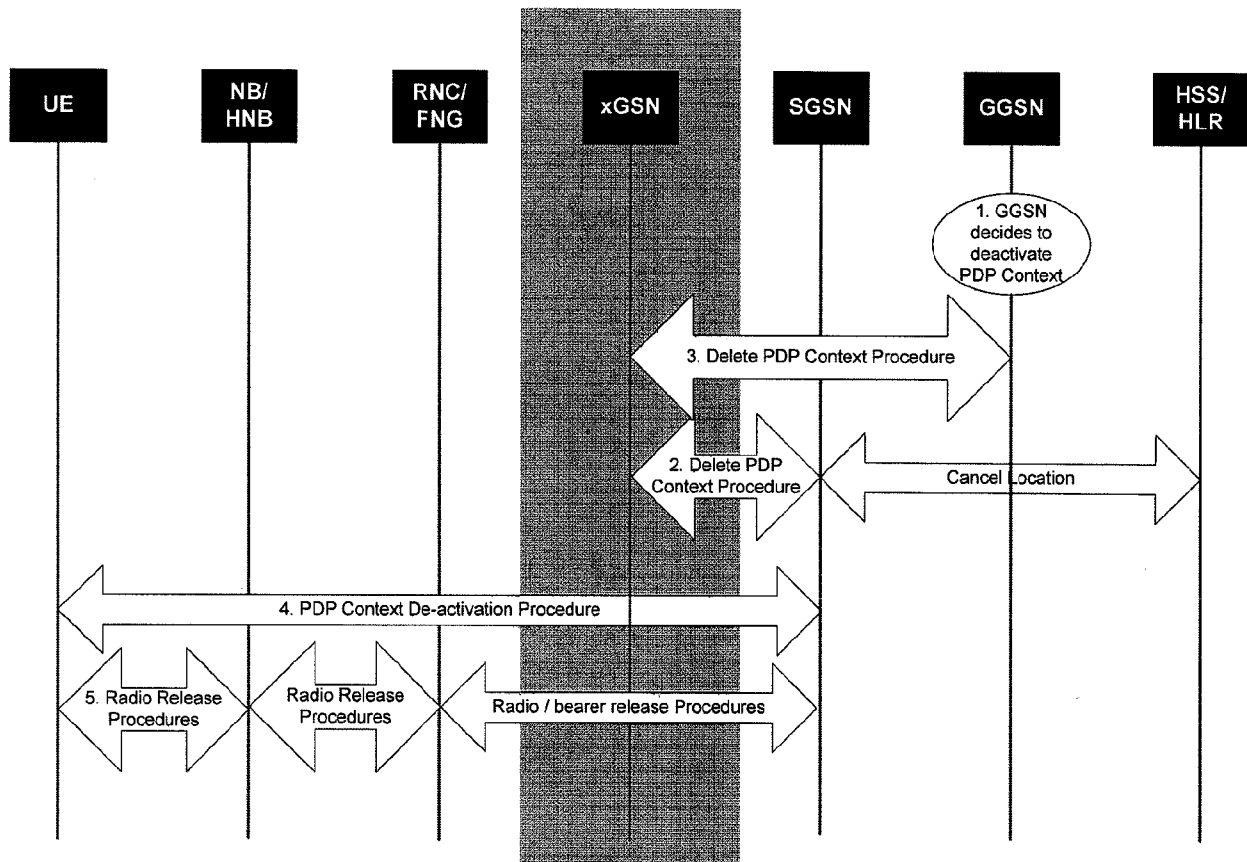 UE
NB/
HNB
RNC/
FNG
xGSN
SGSN
GGSN
HSS/
HLR
1. GGSN
decides to
deactivate
PDP Context
3. Delete PDP Context Procedure
2. Delete PDP
Context Procedure
Cancel Location
4. PDP Context De-activation Procedure
5. Radio Release
Procedures
Radio Release
Procedures
Radio / bearer release Procedures